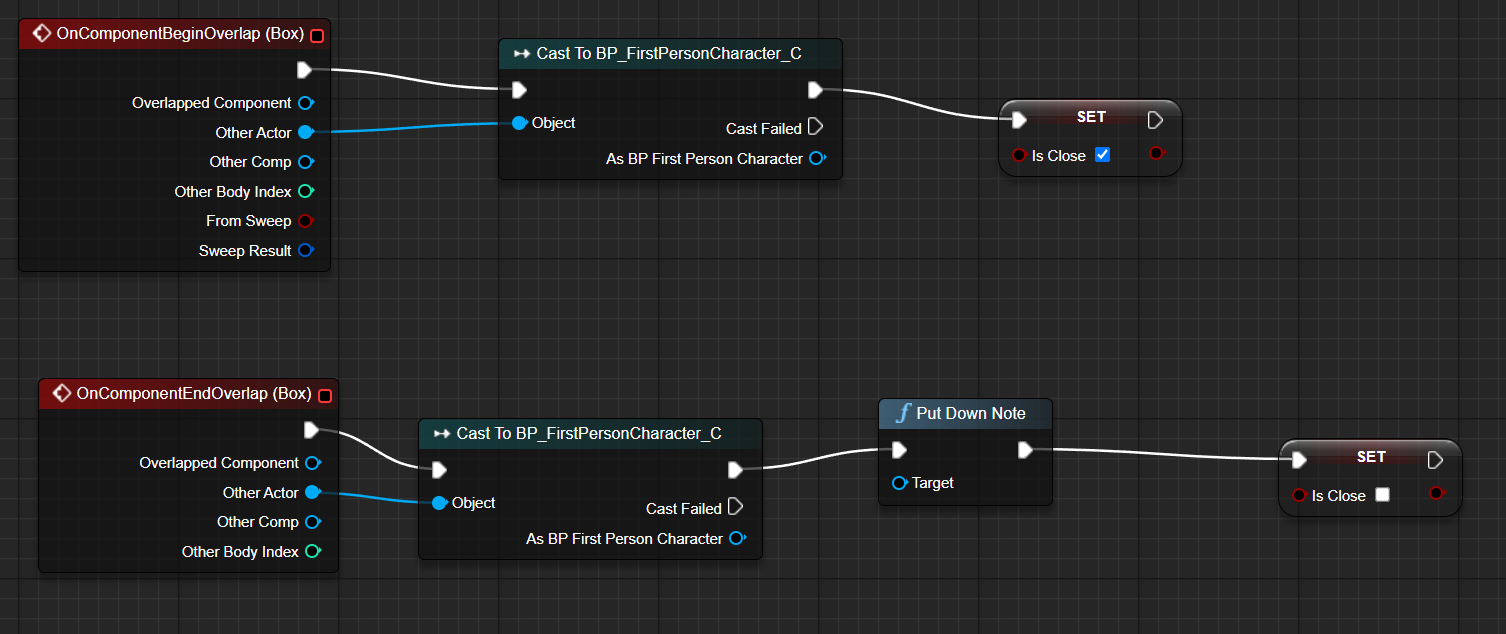 OnComponentBeginOverlap (Box)
Overlapped Component
Other Actor
Other Comp
Other Body Index
From Sweep
Sweep Result
Cast To BP_FirstPersonCharacter_C
Object
Cast Failed
As BP First Person Character
SET
Is Close
OnComponentEndOverlap (Box)
Overlapped Component
Other Actor
Other Comp
Other Body Index
Cast To BP_FirstPersonCharacter_C
Object
Cast Failed
As BP First Person Character
f Put Down Note
Target
SET
Is Close